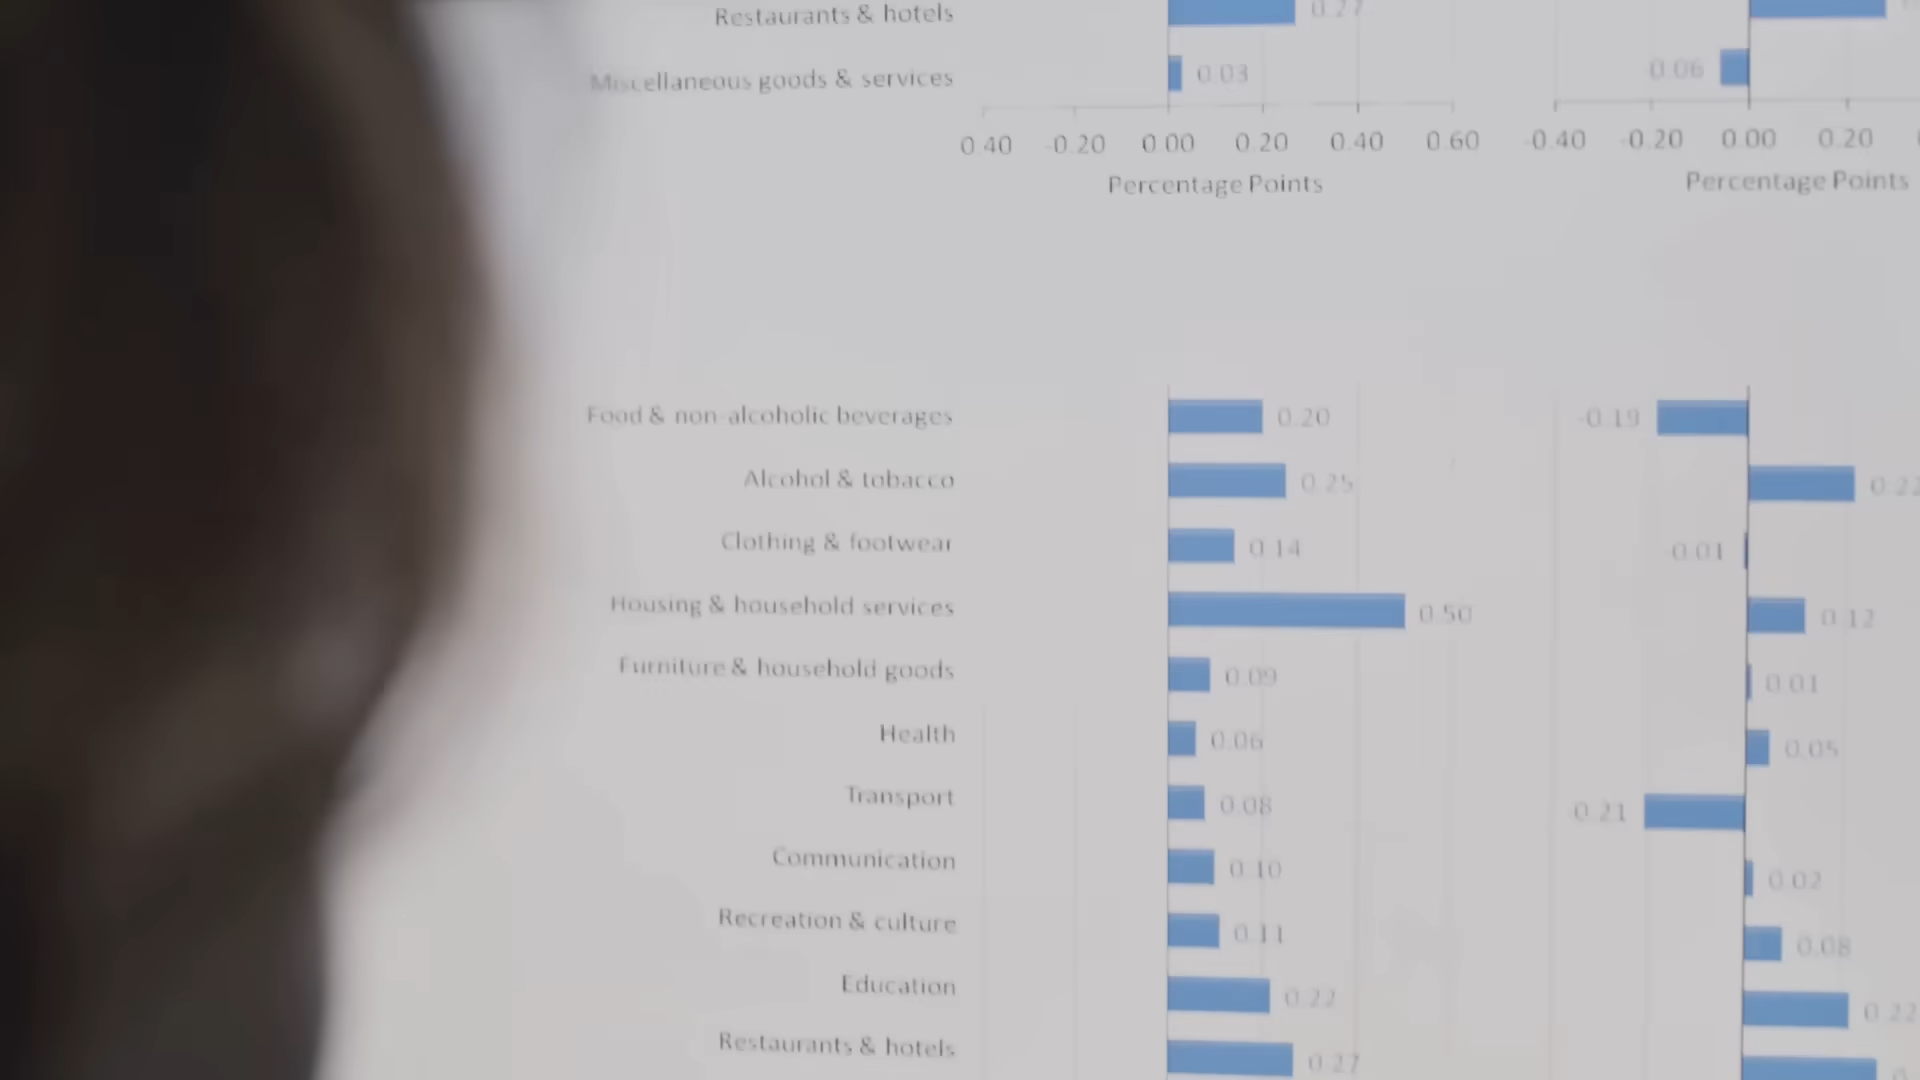 Restaurants & hotels 0.27
Miscellaneous goods & services 0.03 0.06
0.40 -0.20 0.00 0.20 0.40 0.60 -0.40 -0.20 0.00 0.20
Percentage Points Percentage Points
Food & non-alcoholic beverages 0.20 -0.19
Alcohol & tobacco 0.25 0.22
Clothing & footwear 0.14 -0.01
Housing & household services 0.50 0.12
Furniture & household goods 0.09 0.01
Health 0.06 0.05
Transport 0.08 0.21
Communication 0.10 0.02
Recreation & culture 0.11 0.08
Education 0.22 0.22
Restaurants & hotels 0.27